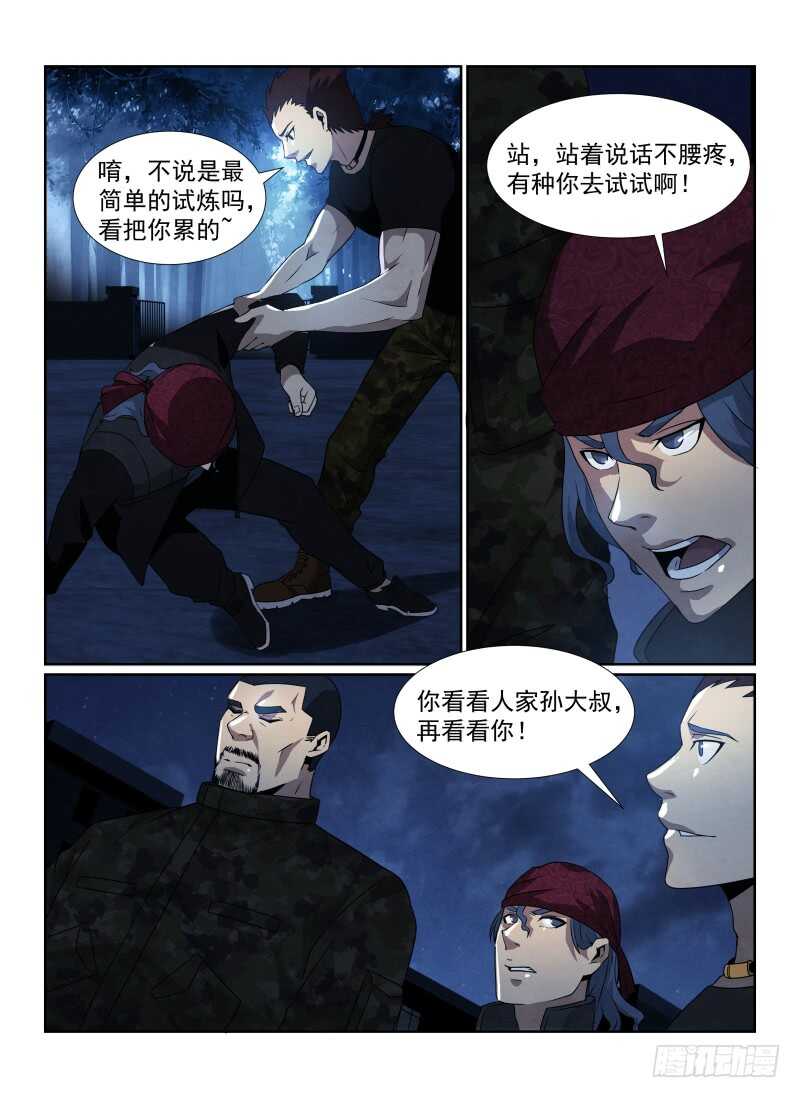 唷，不说是最
简单的试炼吗，
看把你累的~
站，站着说话不腰疼，
有种你去试试啊！
你看看人家孙大叔，
再看看你！
腾讯动漫